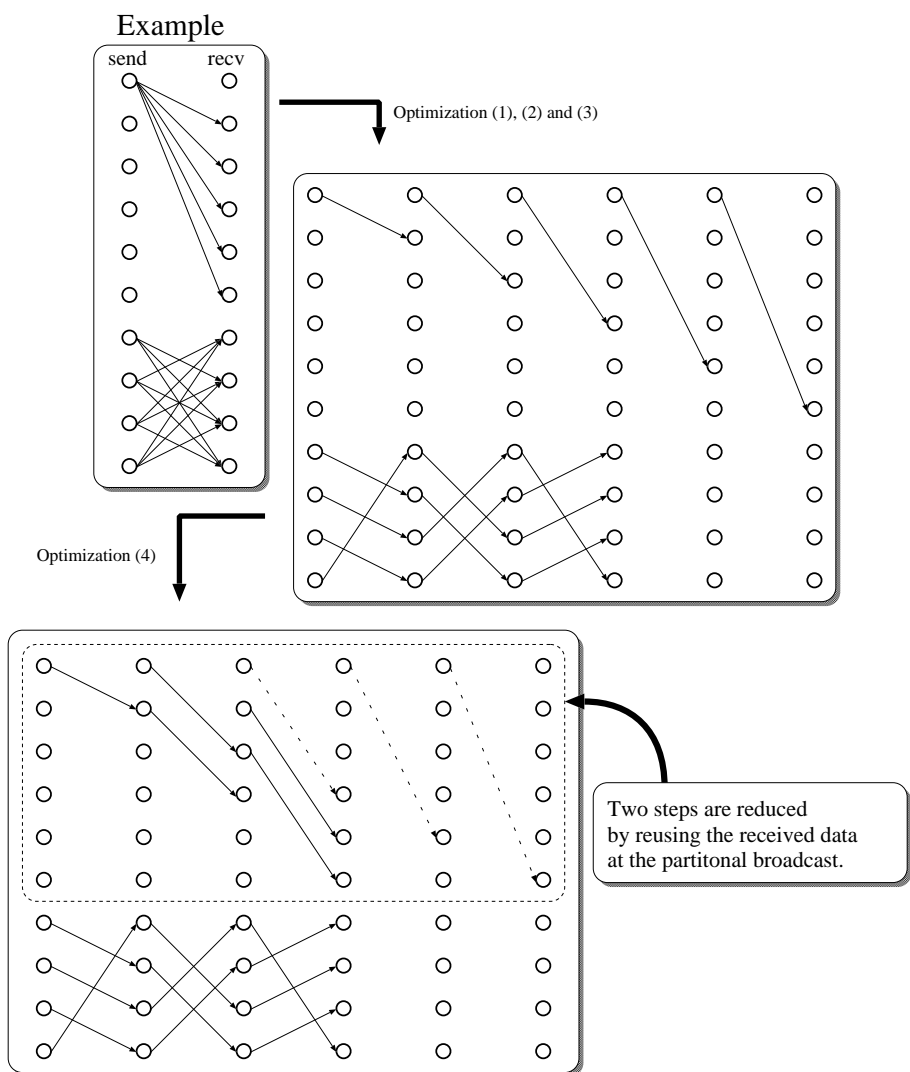 Example
send recv
Optimization (1), (2) and (3)
Optimization (4)
Two steps are reduced
by reusing the received data
at the partitonal broadcast.